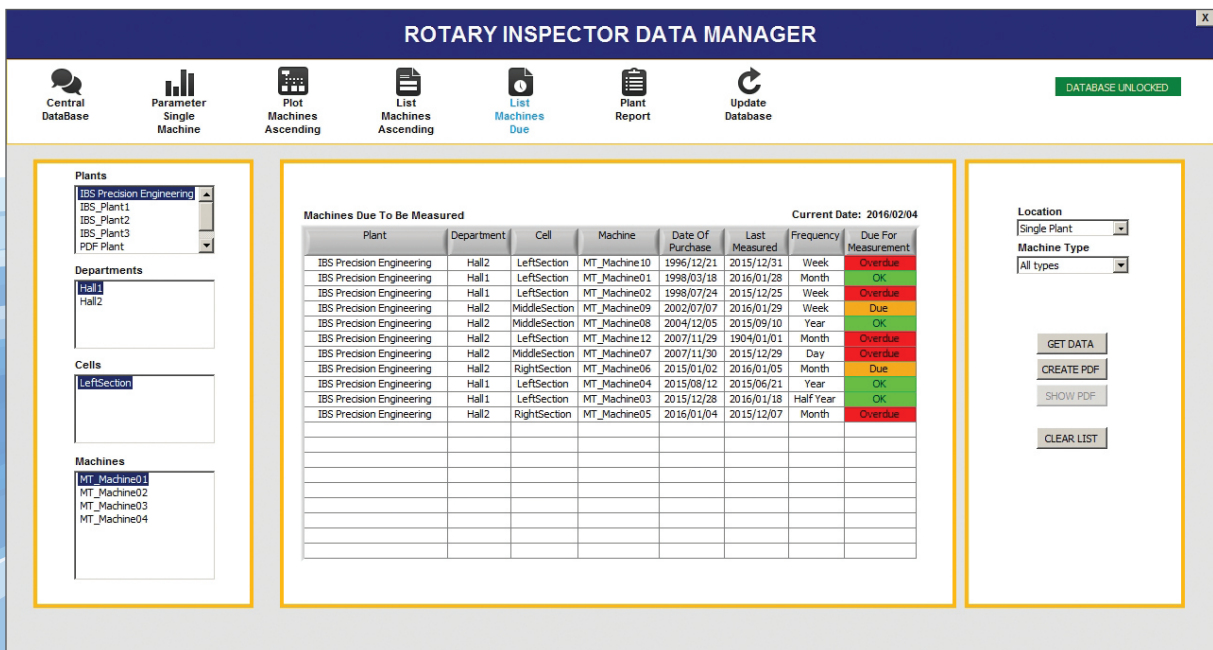 X
ROTARY INSPECTOR DATA MANAGER
Central
DataBase
Parameter
Single
Machine
Plot
Machines
Ascending
List
Machines
Ascending
List
Machines
Due
Plant
Report
Update
Database
DATABASE UNLOCKED
Plants
IBS Precision Engineering
IBS_Plant1
IBS_Plant2
IBS_Plant3
PDF Plant
Departments
Hall1
Hall2
Cells
LeftSection
Machines
MT_Machine01
MT_Machine02
MT_Machine03
MT_Machine04
Machines Due To Be Measured Current Date: 2016/02/04
Plant Department Cell Machine Date Of Purchase Last Measured Frequency Due For Measurement
IBS Precision Engineering Hall2 LeftSection MT_Machine10 1996/12/21 2015/12/31 Week Overdue
IBS Precision Engineering Hall1 LeftSection MT_Machine01 1998/03/18 2016/01/28 Month OK
IBS Precision Engineering Hall1 LeftSection MT_Machine02 1998/07/24 2015/12/25 Week Overdue
IBS Precision Engineering Hall2 MiddleSection MT_Machine09 2002/07/07 2016/01/29 Week Due
IBS Precision Engineering Hall2 MiddleSection MT_Machine08 2004/12/05 2015/09/10 Year OK
IBS Precision Engineering Hall2 LeftSection MT_Machine12 2007/11/29 1904/01/01 Month Overdue
IBS Precision Engineering Hall2 MiddleSection MT_Machine07 2007/11/30 2015/12/29 Day Overdue
IBS Precision Engineering Hall2 RightSection MT_Machine06 2015/01/02 2016/01/05 Month Due
IBS Precision Engineering Hall1 LeftSection MT_Machine04 2015/08/12 2015/06/21 Year OK
IBS Precision Engineering Hall1 LeftSection MT_Machine03 2015/12/28 2016/01/18 Half Year OK
IBS Precision Engineering Hall2 RightSection MT_Machine05 2016/01/04 2015/12/07 Month Overdue
Location
Single Plant
Machine Type
All types
GET DATA
CREATE PDF
SHOW PDF
CLEAR LIST